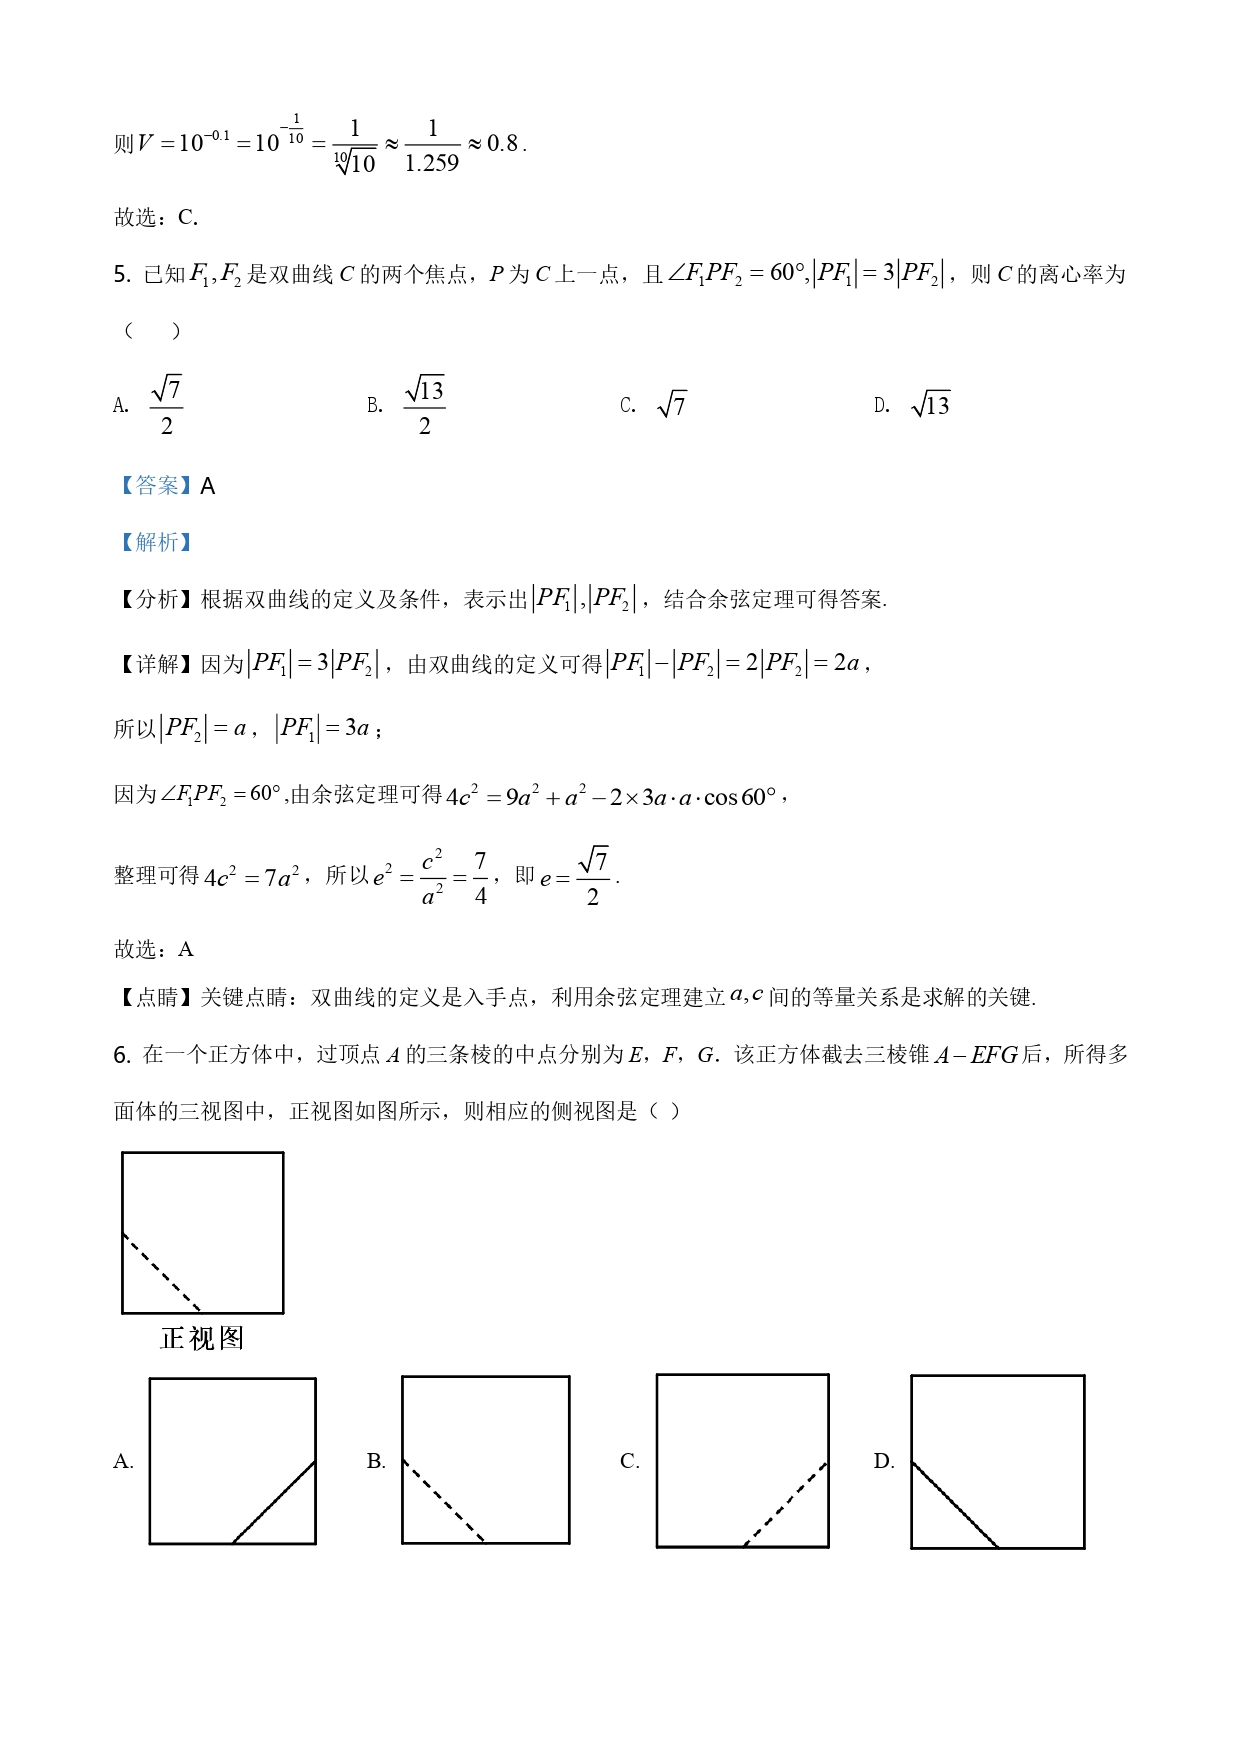 则 $V=10^{-0.1}=10^{-\frac{1}{10}}=\frac{1}{\sqrt[10]{10}}\approx\frac{1}{1.259}\approx 0.8$.
故选：C.
5. 已知 $F_1,F_2$ 是双曲线 C 的两个焦点，P 为 C 上一点，且 $\angle F_1PF_2=60°,|PF_1|=3|PF_2|$，则 C 的离心率为
（ ）
A. $\frac{\sqrt{7}}{2}$ B. $\frac{\sqrt{13}}{2}$ C. $\sqrt{7}$ D. $\sqrt{13}$
【答案】A
【解析】
【分析】根据双曲线的定义及条件，表示出 $|PF_1|,|PF_2|$，结合余弦定理可得答案.
【详解】因为 $|PF_1|=3|PF_2|$，由双曲线的定义可得 $|PF_1|-|PF_2|=2|PF_2|=2a$，
所以 $|PF_2|=a$，$|PF_1|=3a$；
因为 $\angle F_1PF_2=60°$,由余弦定理可得 $4c^2=9a^2+a^2-2\times 3a\cdot a\cdot\cos 60°$，
整理可得 $4c^2=7a^2$，所以 $e^2=\frac{c^2}{a^2}=\frac{7}{4}$，即 $e=\frac{\sqrt{7}}{2}$.
故选：A
【点睛】关键点睛：双曲线的定义是入手点，利用余弦定理建立 $a,c$ 间的等量关系是求解的关键.
6. 在一个正方体中，过顶点 A 的三条棱的中点分别为 E，F，G．该正方体截去三棱锥 $A-EFG$ 后，所得多
面体的三视图中，正视图如图所示，则相应的侧视图是（ ）
正视图
A. B. C. D.